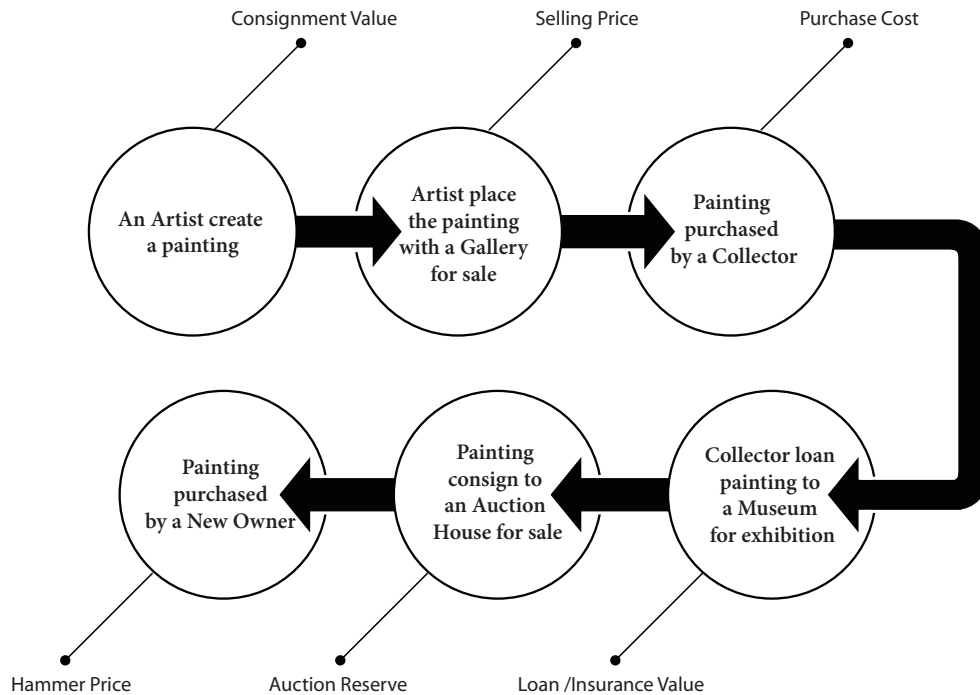 Consignment Value
Selling Price
Purchase Cost
An Artist create
a painting
Artist place
the painting
with a Gallery
for sale
Painting
purchased
by a Collector
Painting
purchased
by a New Owner
Painting
consign to
an Auction
House for sale
Collector loan
painting to
a Museum
for exhibition
Hammer Price
Auction Reserve
Loan /Insurance Value